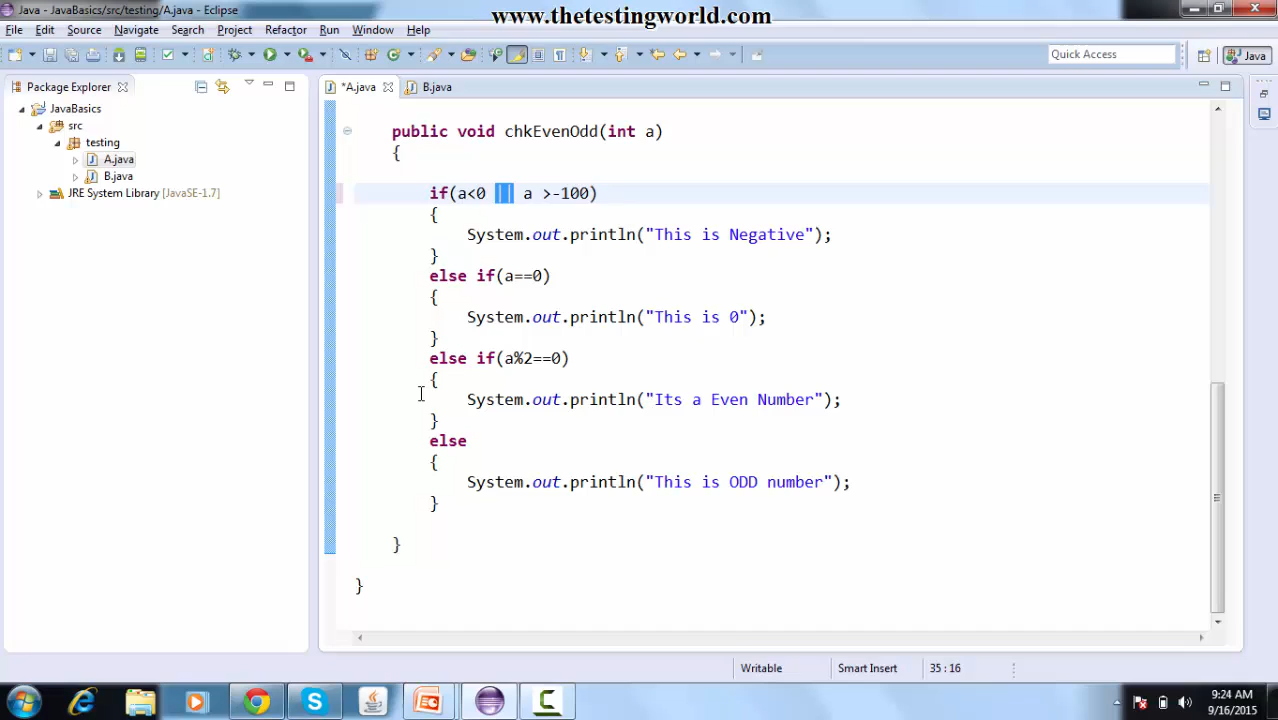 Java - JavaBasics/src/testing/A.java - Eclipse
www.thetestingworld.com
File Edit Source Refactor Navigate Search Project Refactor Run Window Help
Quick Access
Java
Package Explorer
*A.java
B.java
JavaBasics
src
testing
A.java
B.java
JRE System Library [JavaSE-1.7]
public void chkEvenOdd(int a)
{
if(a<0 || a >-100)
{
System.out.println("This is Negative");
}
else if(a==0)
{
System.out.println("This is 0");
}
else if(a%2==0)
{
System.out.println("Its a Even Number");
}
else
{
System.out.println("This is ODD number");
}
}
}
Writable
Smart Insert
35 : 16
9:24 AM
9/16/2015